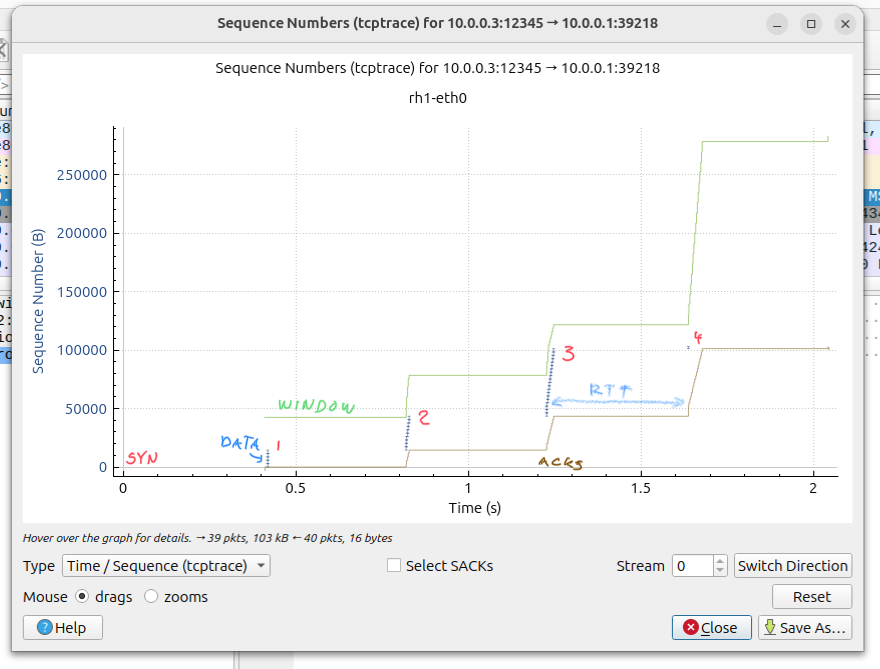 Sequence Numbers (tcptrace) for 10.0.0.3:12345 → 10.0.0.1:39218
Sequence Numbers (tcptrace) for 10.0.0.3:12345 → 10.0.0.1:39218
rh1-eth0
Sequence Number (B)
250000
200000
150000
100000
50000
0
WINDOW
DATA
SYN
1
2
3
4
RTT
ACKS
0
0.5
1
1.5
2
Time (s)
Hover over the graph for details. → 39 pkts, 103 kB ← 40 pkts, 16 bytes
Type Time / Sequence (tcptrace) Select SACKs Stream 0 Switch Direction
Mouse drags zooms Reset
Help Close Save As…